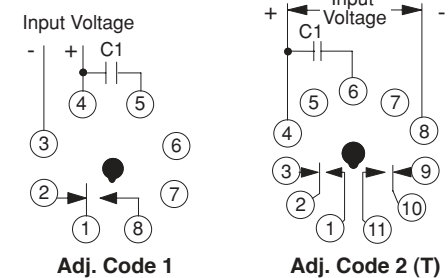 Input Voltage
- +
C1
4 5
3 6
2 7
1 8
Adj. Code 1
Input
+ Voltage -
C1
6
5 7
4 8
3 9
2 10
1 11
Adj. Code 2 (T)